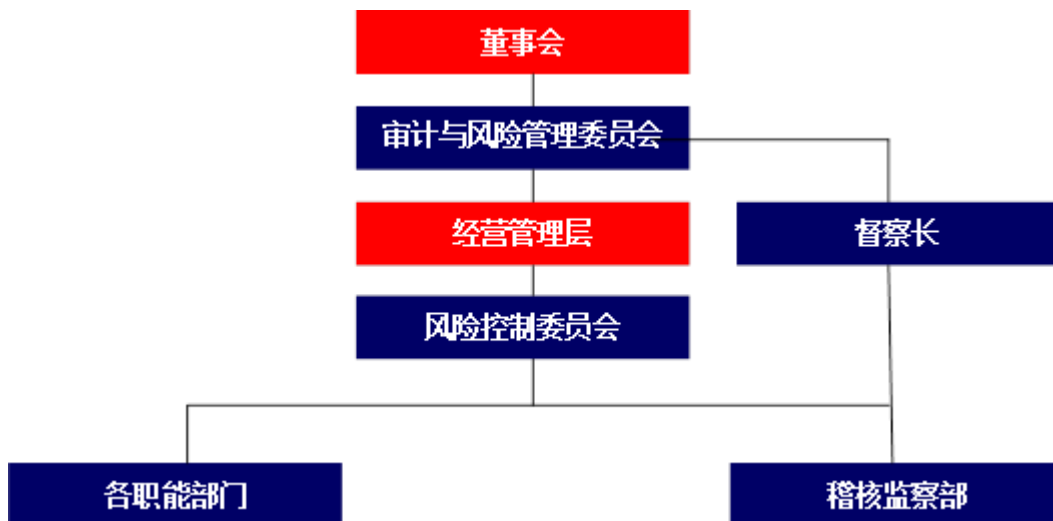 董事会
审计与风险管理委员会
经营管理层
督察长
风险控制委员会
各职能部门
稽核监察部